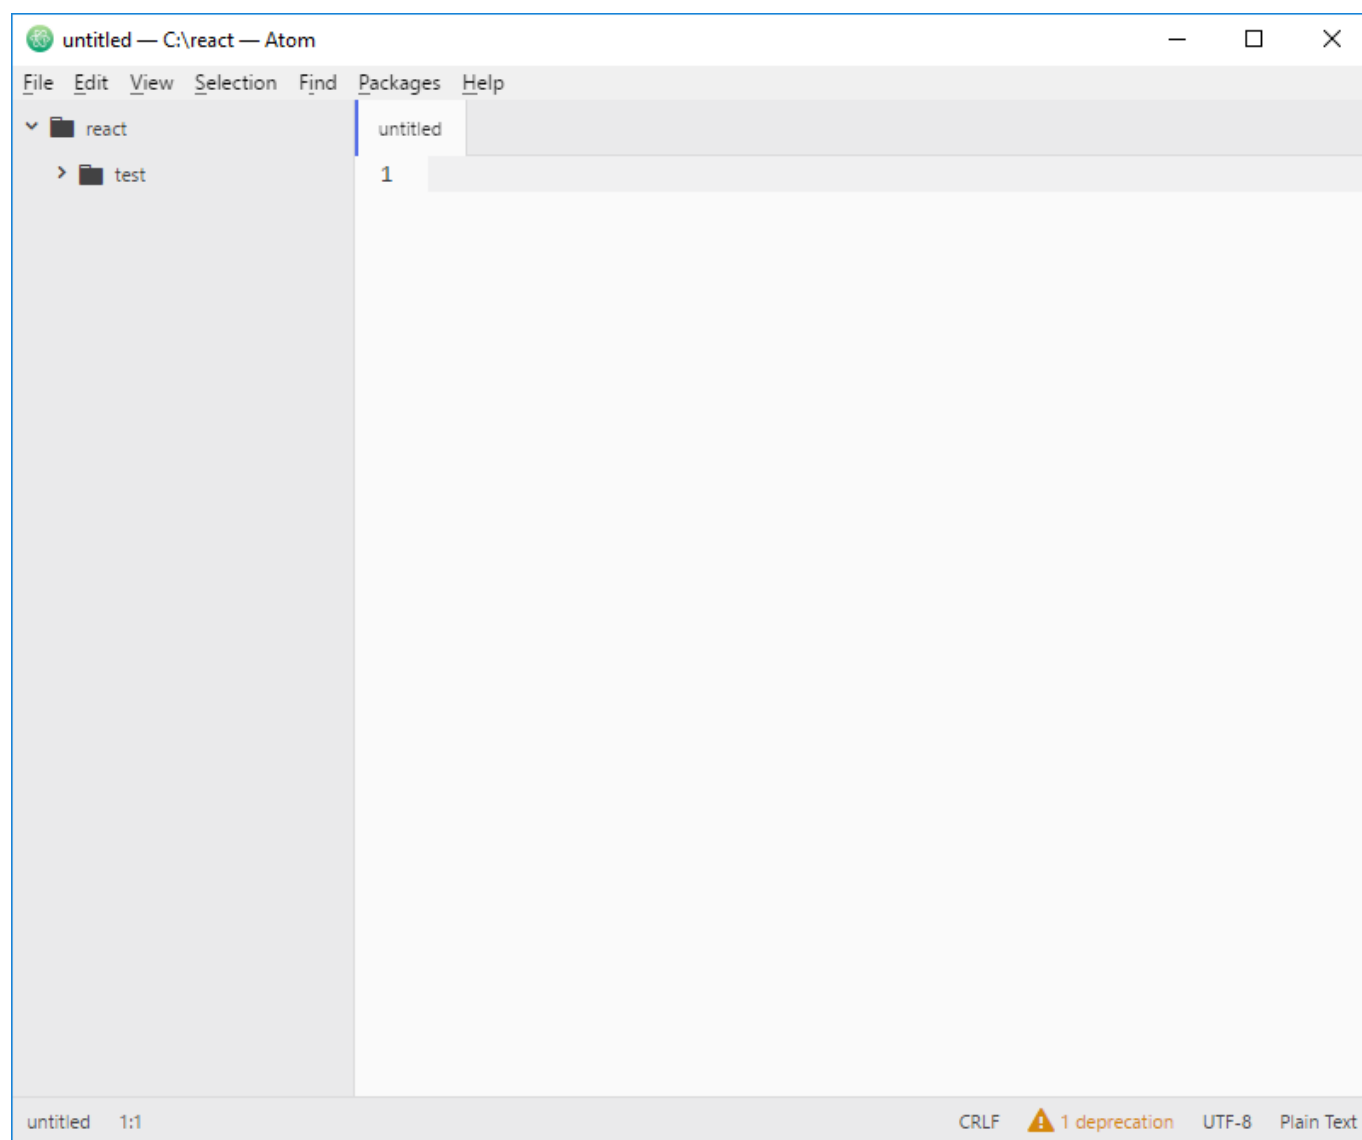 untitled — C:\react — Atom
File Edit View Selection Find Packages Help
react
untitled
test
1
untitled 1:1 CRLF 1 deprecation UTF-8 Plain Text